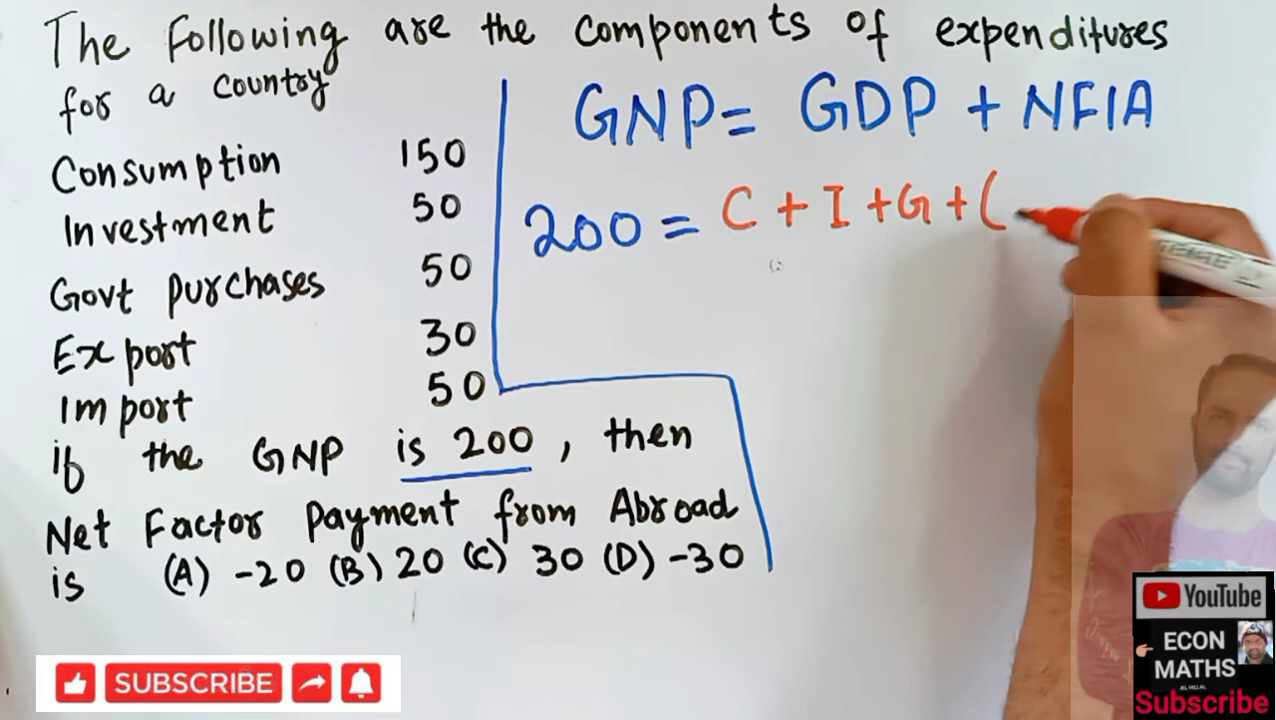 The Following are the components of expenditures
for a country
Consumption 150
Investment 50
Govt purchases 50
Export 30
Import 50
if the GNP is 200, then
Net Factor Payment from Abroad
is (A) -20 (B) 20 (C) 30 (D) -30
GNP = GDP + NFIA
200 = C + I + G + (
SUBSCRIBE
YouTube
ECON
MATHS
Subscribe